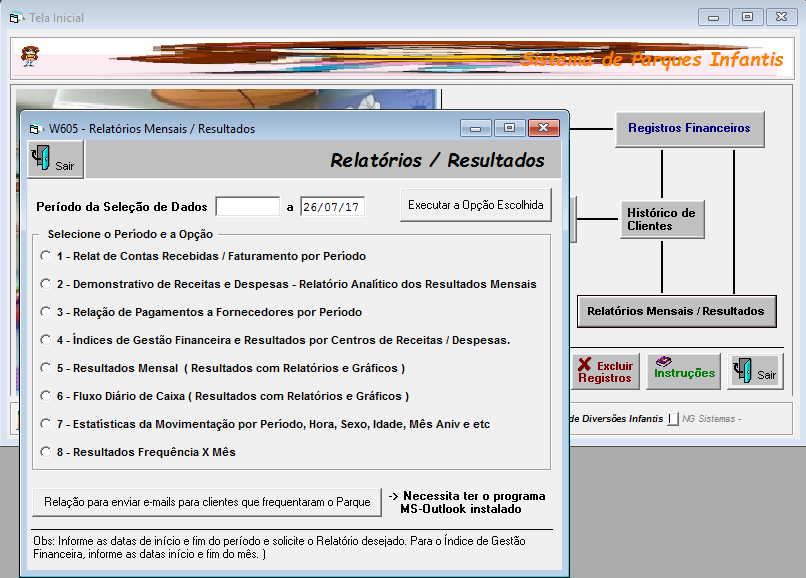 Tela Inicial
Sistema de Parques Infantis
W605 - Relatórios Mensais / Resultados
Sair
Relatórios / Resultados
Período da Seleção de Dados
a
26/07/17
Executar a Opção Escolhida
Selecione o Período e a Opção
1 - Relat de Contas Recebidas / Faturamento por Período
2 - Demonstrativo de Receitas e Despesas - Relatório Analítico dos Resultados Mensais
3 - Relação de Pagamentos a Fornecedores por Período
4 - Índices de Gestão Financeira e Resultados por Centros de Receitas / Despesas.
5 - Resultados Mensal ( Resultados com Relatórios e Gráficos )
6 - Fluxo Diário de Caixa ( Resultados com Relatórios e Gráficos )
7 - Estatísticas da Movimentação por Período, Hora, Sexo, Idade, Mês Aniv e etc
8 - Resultados Frequência X Mês
Relação para enviar e-mails para clientes que frequentaram o Parque
-> Necessita ter o programa
MS-Outlook instalado
Obs: Informe as datas de início e fim do período e solicite o Relatório desejado. Para o Índice de Gestão
Financeira, informe as datas início e fim do mês. )
Registros Financeiros
Histórico de
Clientes
Relatórios Mensais / Resultados
Excluir
Registros
Instruções
Sair
de Diversões Infantis
NG Sistemas -